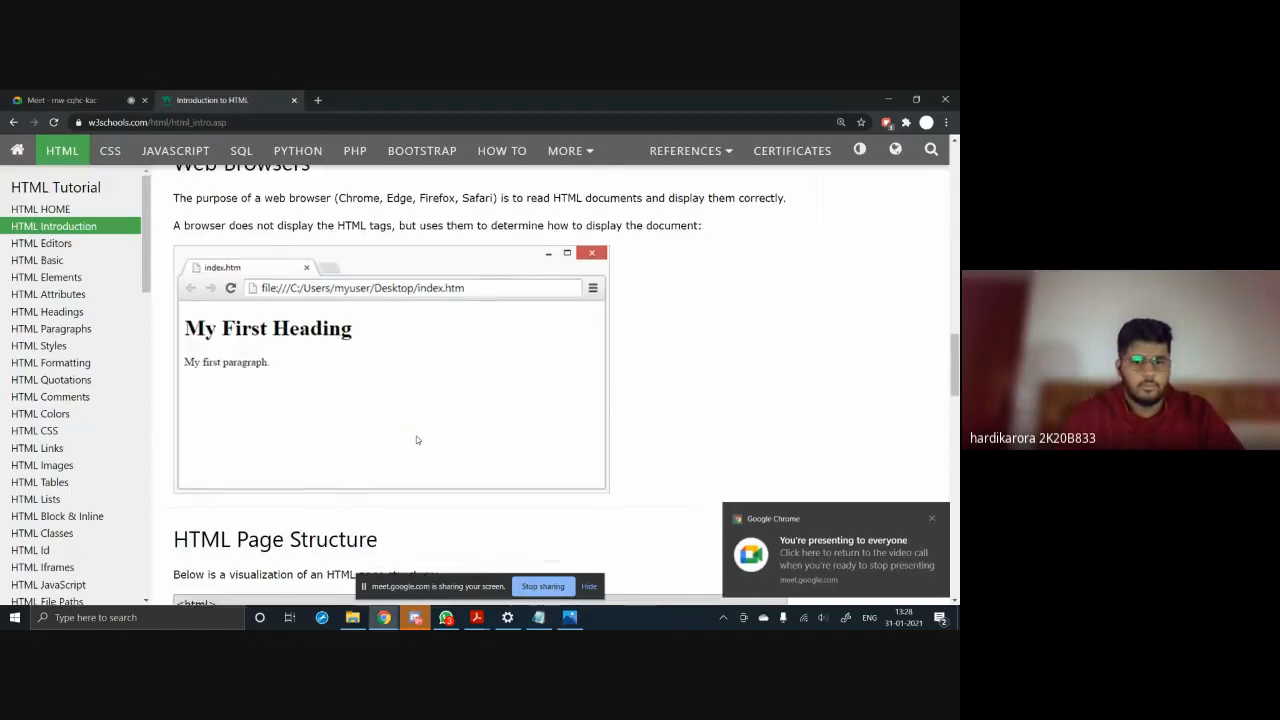 Meet - rnw-cqhc-kac
Introduction to HTML
w3schools.com/html/html_intro.asp
HTML CSS JAVASCRIPT SQL PYTHON PHP BOOTSTRAP HOW TO MORE REFERENCES CERTIFICATES
HTML Tutorial
HTML HOME
HTML Introduction
HTML Editors
HTML Basic
HTML Elements
HTML Attributes
HTML Headings
HTML Paragraphs
HTML Styles
HTML Formatting
HTML Quotations
HTML Comments
HTML Colors
HTML CSS
HTML Links
HTML Images
HTML Tables
HTML Lists
HTML Block & Inline
HTML Classes
HTML Id
HTML Iframes
HTML JavaScript
HTML File Paths
Web Browsers
The purpose of a web browser (Chrome, Edge, Firefox, Safari) is to read HTML documents and display them correctly.
A browser does not display the HTML tags, but uses them to determine how to display the document:
index.htm
file:///C:/Users/myuser/Desktop/index.htm
My First Heading
My first paragraph.
HTML Page Structure
Below is a visualization of an HTML page structure:
<html>
meet.google.com is sharing your screen. Stop sharing Hide
Google Chrome
You're presenting to everyone
Click here to return to the video call
when you're ready to stop presenting
meet.google.com
hardikarora 2K20B833
Type here to search
3
ENG
13:28
31-01-2021
2